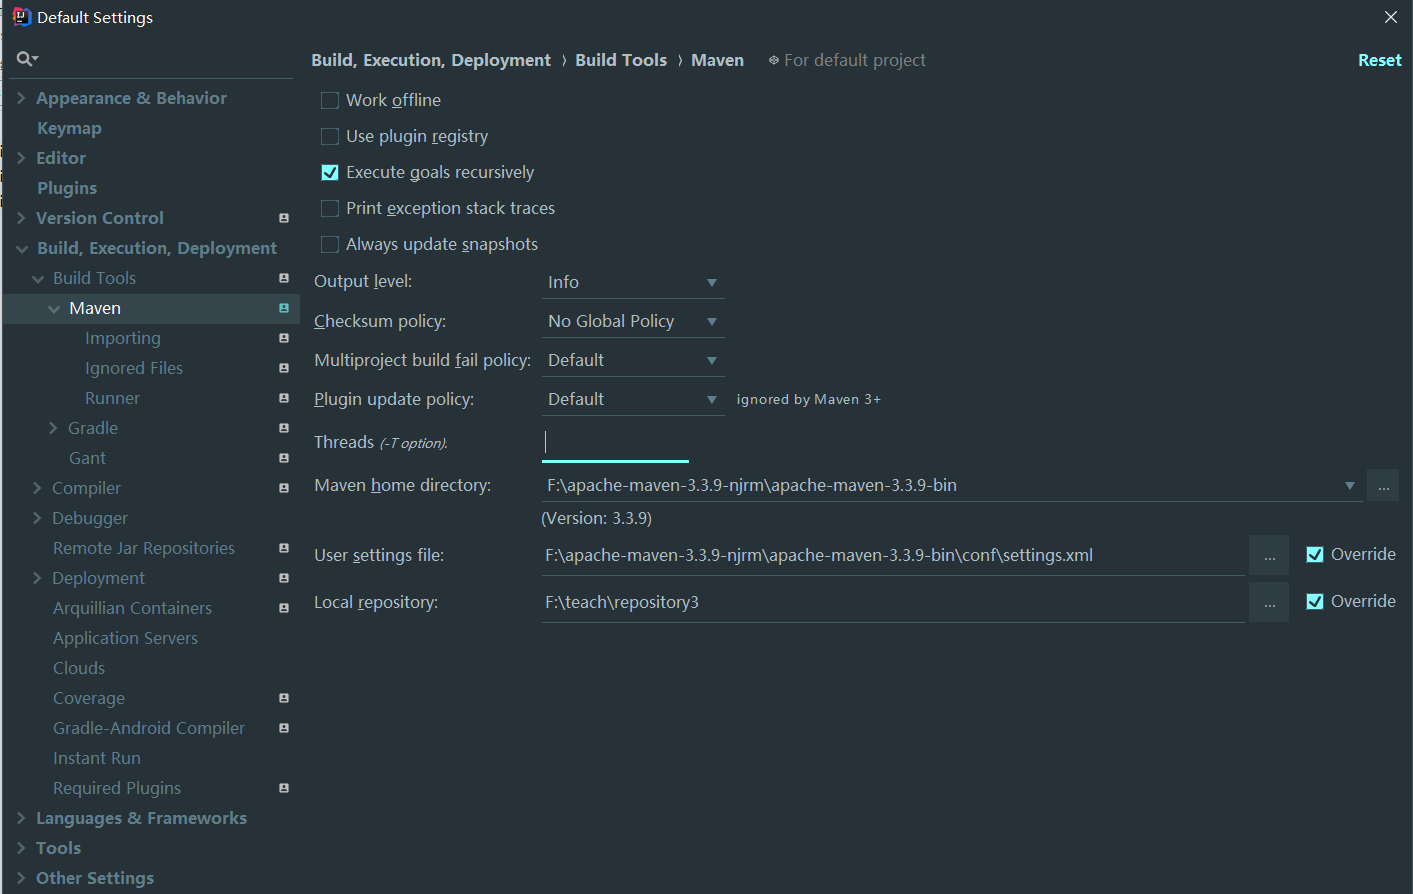 Default Settings
Build, Execution, Deployment › Build Tools › Maven For default project Reset
Appearance & Behavior
Keymap
Editor
Plugins
Version Control
Build, Execution, Deployment
Build Tools
Maven
Importing
Ignored Files
Runner
Gradle
Gant
Compiler
Debugger
Remote Jar Repositories
Deployment
Arquillian Containers
Application Servers
Clouds
Coverage
Gradle-Android Compiler
Instant Run
Required Plugins
Languages & Frameworks
Tools
Other Settings
Work offline
Use plugin registry
Execute goals recursively
Print exception stack traces
Always update snapshots
Output level: Info
Checksum policy: No Global Policy
Multiproject build fail policy: Default
Plugin update policy: Default ignored by Maven 3+
Threads (-T option):
Maven home directory: F:\apache-maven-3.3.9-njrm\apache-maven-3.3.9-bin ...
(Version: 3.3.9)
User settings file: F:\apache-maven-3.3.9-njrm\apache-maven-3.3.9-bin\conf\settings.xml ... Override
Local repository: F:\teach\repository3 ... Override